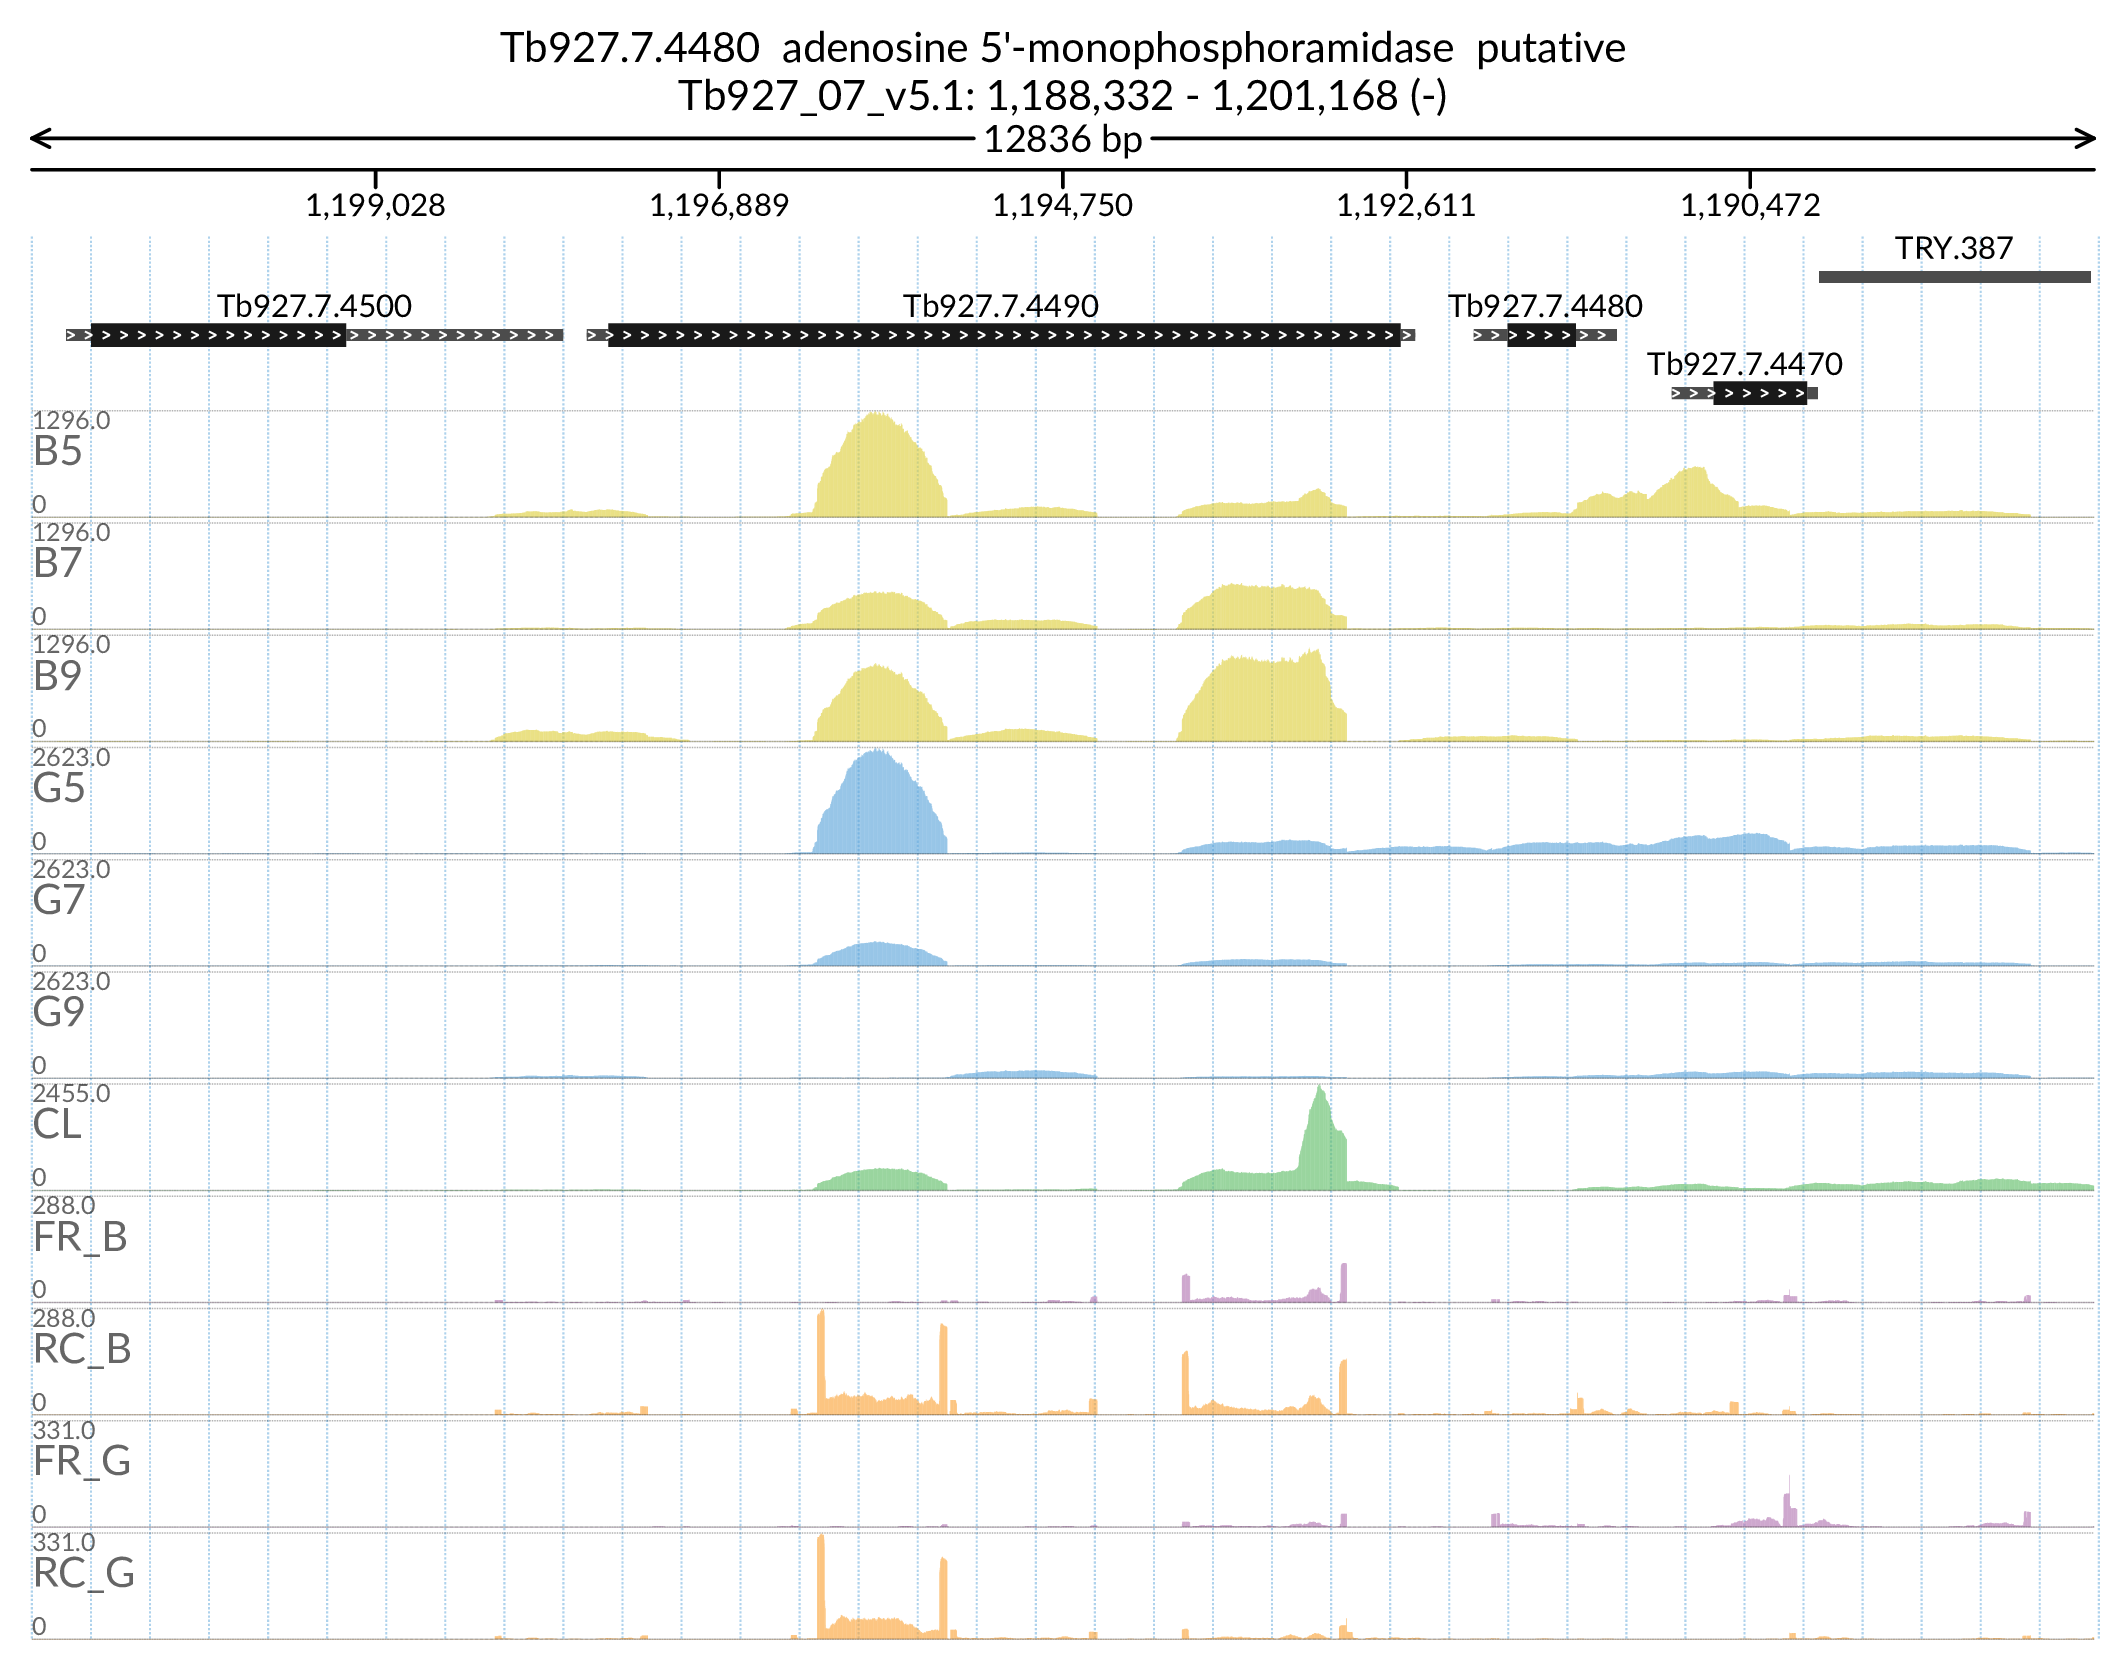 Tb927.7.4480  adenosine 5'-monophosphoramidase  putative
Tb927_07_v5.1: 1,188,332 - 1,201,168 (-)
12836 bp
1,199,028 1,196,889 1,194,750 1,192,611 1,190,472
TRY.387
Tb927.7.4500 Tb927.7.4490 Tb927.7.4480
Tb927.7.4470
1296.0
B5
0
1296.0
B7
0
1296.0
B9
0
2623.0
G5
0
2623.0
G7
0
2623.0
G9
0
2455.0
CL
0
288.0
FR_B
0
288.0
RC_B
0
331.0
FR_G
0
331.0
RC_G
0